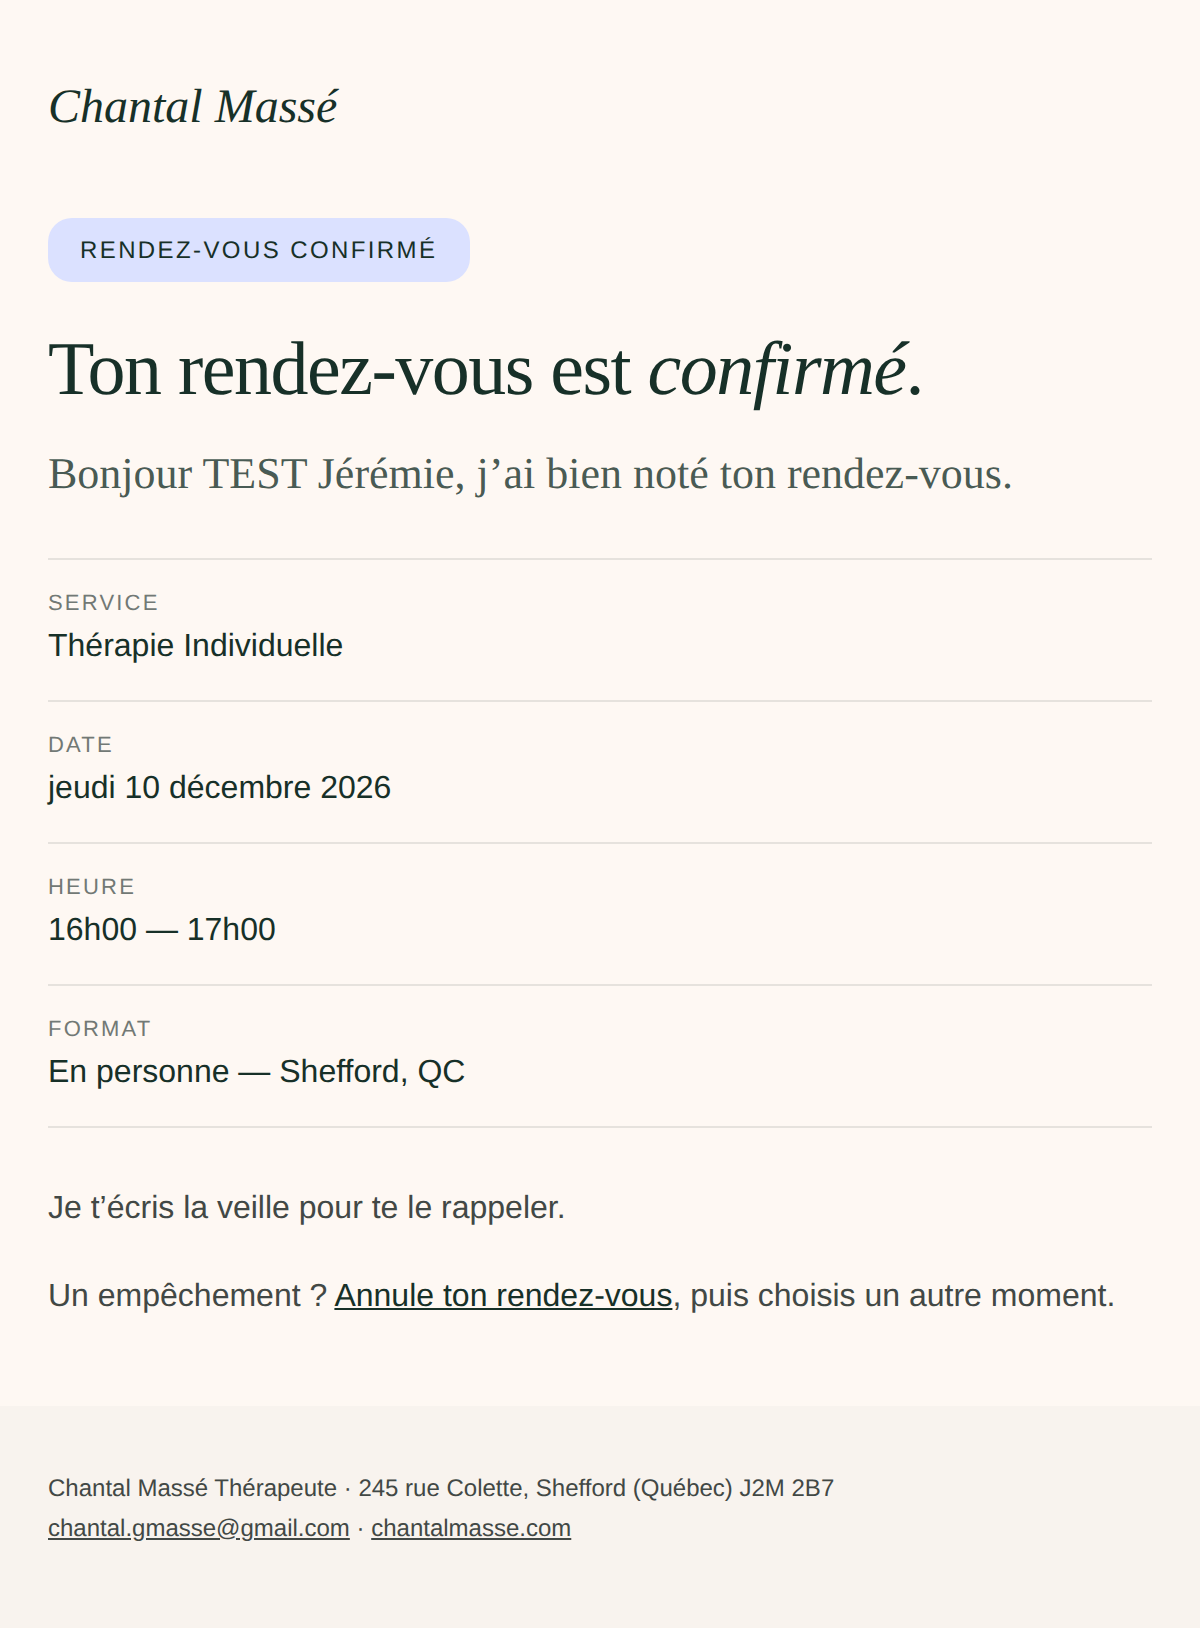 Chantal Massé
RENDEZ-VOUS CONFIRMÉ
Ton rendez-vous est confirmé.
Bonjour TEST Jérémie, j’ai bien noté ton rendez-vous.
SERVICE
Thérapie Individuelle
DATE
jeudi 10 décembre 2026
HEURE
16h00 — 17h00
FORMAT
En personne — Shefford, QC
Je t’écris la veille pour te le rappeler.
Un empêchement ? Annule ton rendez-vous, puis choisis un autre moment.
Chantal Massé Thérapeute · 245 rue Colette, Shefford (Québec) J2M 2B7
chantal.gmasse@gmail.com · chantalmasse.com